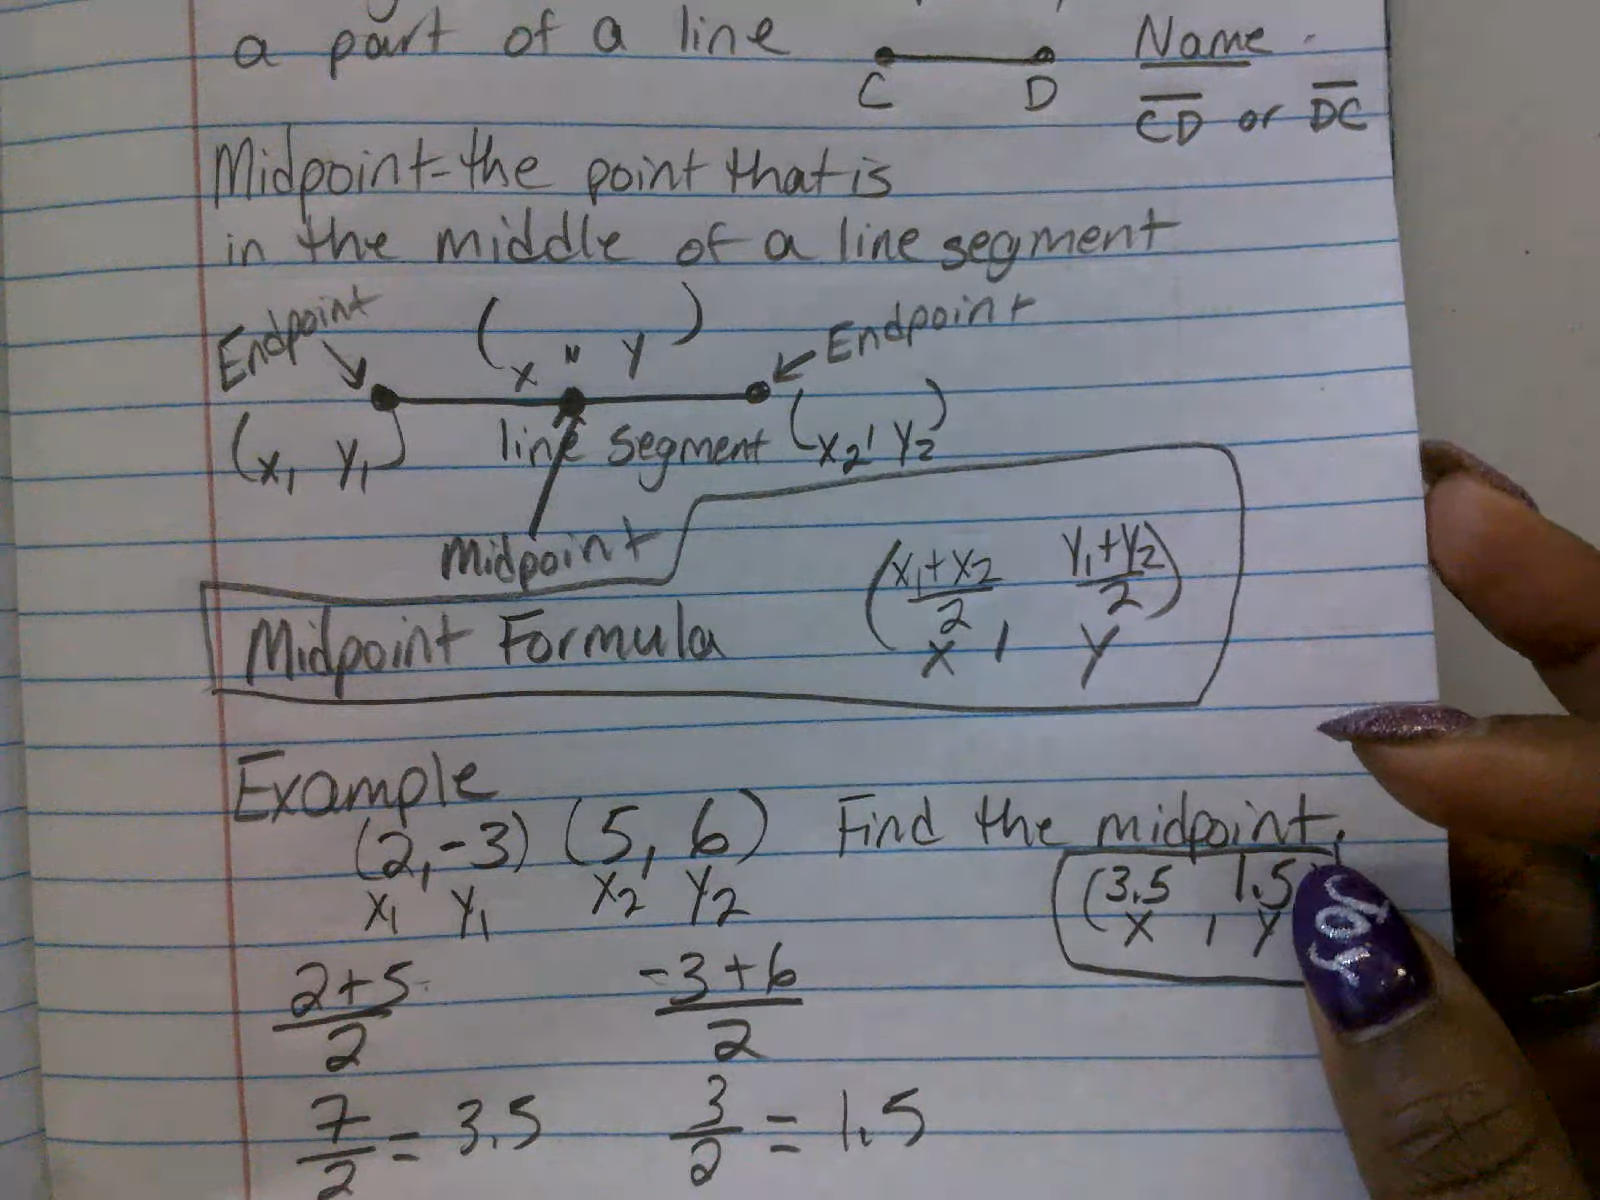 a part of a line C D Name
CD or DC
Midpoint-the point that is
in the middle of a line segment
Endpoint ( x y ) Endpoint
(x₁ y₁) line segment (x₂, y₂)
Midpoint
Midpoint Formula (x₁+x₂/2 y₁+y₂/2)
x , y
Example
(2,-3) (5, 6) Find the midpoint.
x₁ y₁ x₂ y₂ (3.5 1.5
x , y
2+5/2 -3+6/2
7/2 = 3.5 3/2 = 1.5
Joy